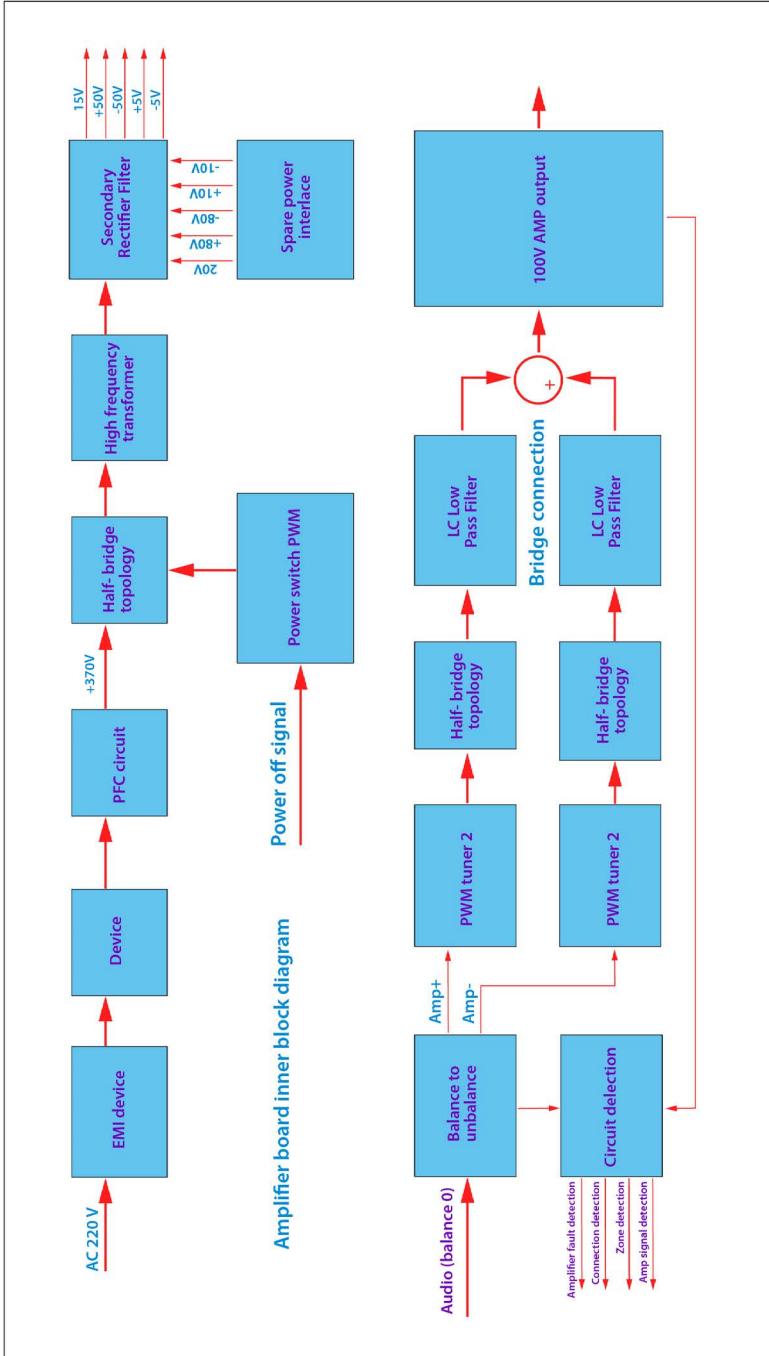 AC 220 V
EMI device
Device
PFC circuit
+370V
Half- bridge
topology
High frequency
transformer
Secondary
Rectifier Filter
15V
+50V
-50V
+5V
-5V
20V
+80V
-80V
+10V
-10V
Spare power
interlace
Power switch PWM
Power off signal
Amplifier board inner block diagram
Audio (balance 0)
Balance to
unbalance
Amp+
Amp-
PWM tuner 2
Half- bridge
topology
LC Low
Pass Filter
Bridge connection
+
100V AMP output
PWM tuner 2
Half- bridge
topology
LC Low
Pass Filter
Circuit delection
Amplifier fault detection
Connection detection
Zone detection
Amp signal detection